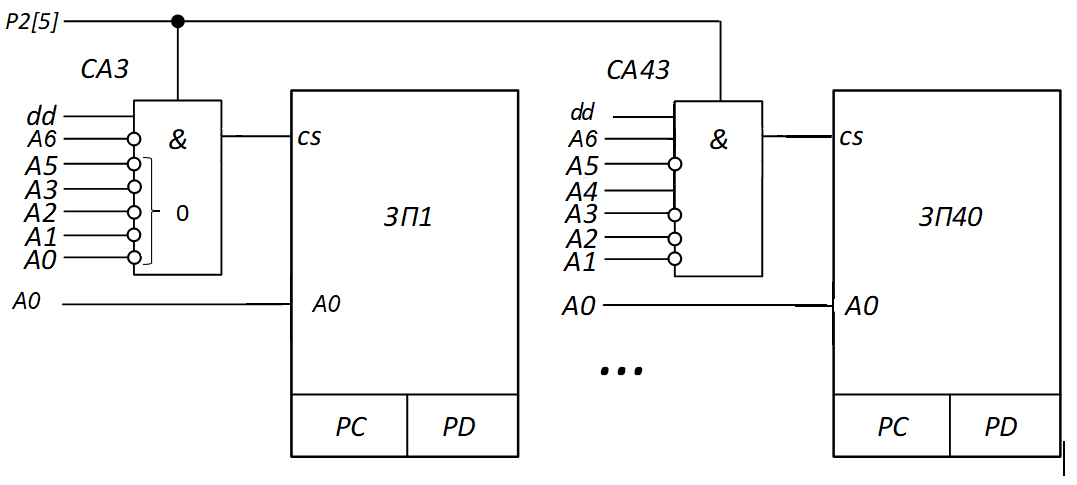 P2[5]
CA3
dd
A6
A5
A3
A2
A1
A0
&
0
A0
cs
ЗП1
A0
PC PD
CA43
dd
A6
A5
A4
A3
A2
A1
&
A0
...
cs
ЗП40
A0
PC PD